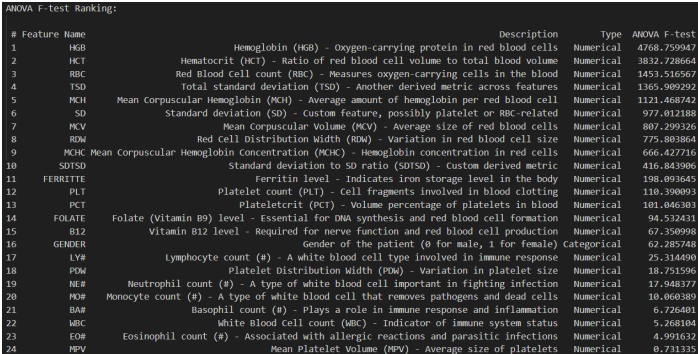 ANOVA F-test Ranking:
# Feature Name Description Type ANOVA F-test
1 HGB Hemoglobin (HGB) - Oxygen-carrying protein in red blood cells Numerical 4768.759947
2 HCT Hematocrit (HCT) - Ratio of red blood cell volume to total blood volume Numerical 3832.728664
3 RBC Red Blood Cell count (RBC) - Measures oxygen-carrying cells in the blood Numerical 1453.516567
4 TSD Total standard deviation (TSD) - Another derived metric across features Numerical 1365.909292
5 MCH Mean Corpuscular Hemoglobin (MCH) - Average amount of hemoglobin per red blood cell Numerical 1121.468742
6 SD Standard deviation (SD) - Custom feature, possibly platelet or RBC-related Numerical 977.012188
7 MCV Mean Corpuscular Volume (MCV) - Average size of red blood cells Numerical 807.299326
8 RDW Red Cell Distribution Width (RDW) - Variation in red blood cell size Numerical 775.803864
9 MCHC Mean Corpuscular Hemoglobin Concentration (MCHC) - Hemoglobin concentration in red cells Numerical 666.427716
10 SDTSD Standard deviation to SD ratio (SDTSD) - Custom derived metric Numerical 416.843906
11 FERRITTE Ferritin level - Indicates iron storage level in the body Numerical 198.093645
12 PLT Platelet count (PLT) - Cell fragments involved in blood clotting Numerical 110.390093
13 PCT Plateletcrit (PCT) - Volume percentage of platelets in blood Numerical 101.046303
14 FOLATE Folate (Vitamin B9) level - Essential for DNA synthesis and red blood cell formation Numerical 94.532431
15 B12 Vitamin B12 level - Required for nerve function and red blood cell production Numerical 67.350998
16 GENDER Gender of the patient (0 for male, 1 for female) Categorical 62.285748
17 LY# Lymphocyte count (#) - A white blood cell type involved in immune response Numerical 25.314490
18 PDW Platelet Distribution Width (PDW) - Variation in platelet size Numerical 18.751596
19 NE# Neutrophil count (#) - A type of white blood cell important in fighting infection Numerical 17.948377
20 MO# Monocyte count (#) - A type of white blood cell that removes pathogens and dead cells Numerical 10.060389
21 BA# Basophil count (#) - Plays a role in immune response and inflammation Numerical 6.726401
22 WBC White Blood Cell count (WBC) - Indicator of immune system status Numerical 5.268104
23 EO# Eosinophil count (#) - Associated with allergic reactions and parasitic infections Numerical 4.991632
24 MPV Mean Platelet Volume (MPV) - Average size of platelets Numerical 0.731335